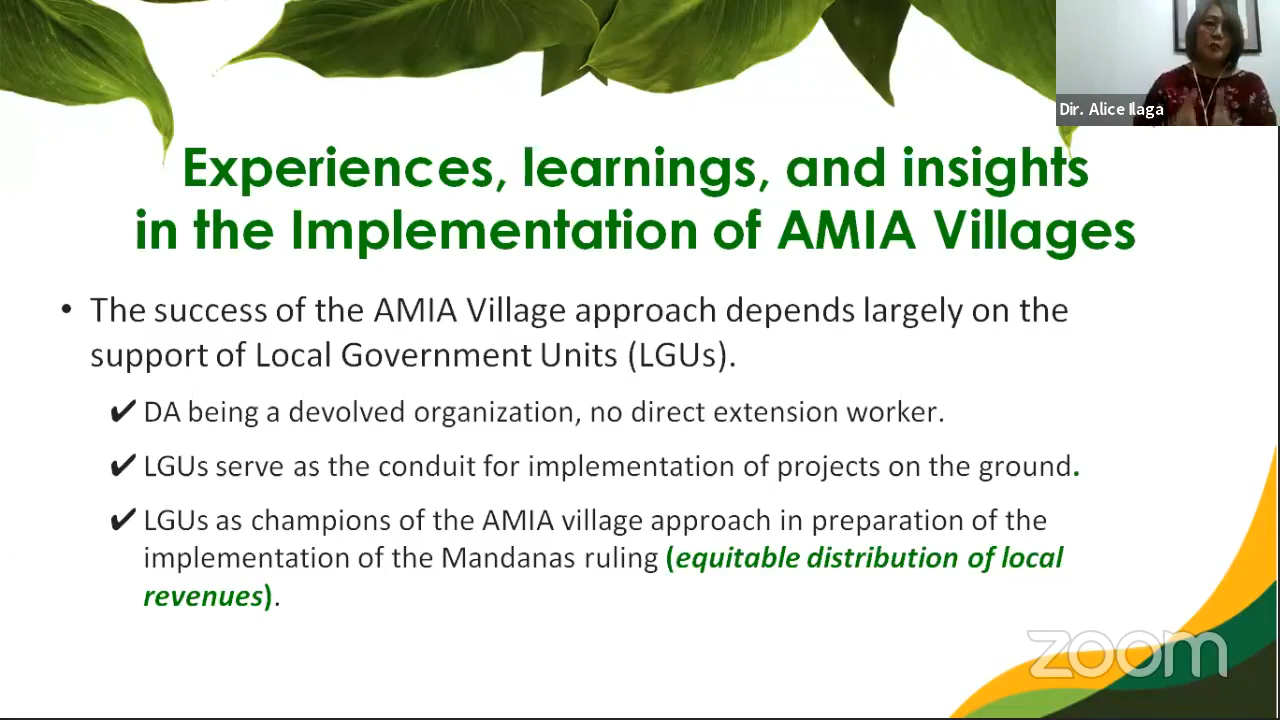 Dir. Alice Ilaga
Experiences, learnings, and insights
in the Implementation of AMIA Villages
• The success of the AMIA Village approach depends largely on the
support of Local Government Units (LGUs).
✔ DA being a devolved organization, no direct extension worker.
✔ LGUs serve as the conduit for implementation of projects on the ground.
✔ LGUs as champions of the AMIA village approach in preparation of the
implementation of the Mandanas ruling (equitable distribution of local
revenues).
zoom